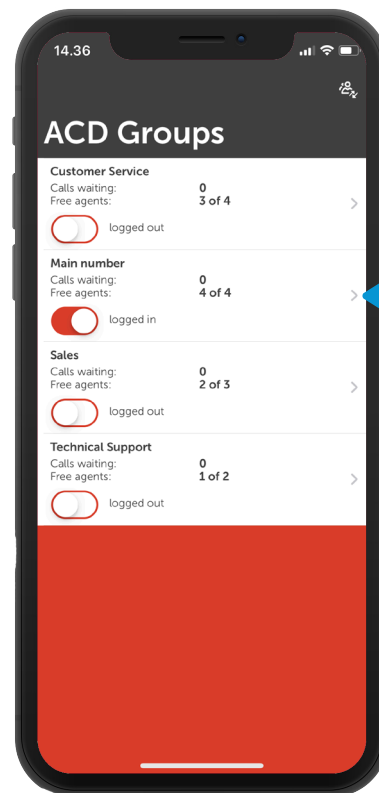 14.36
ACD Groups
Customer Service
Calls waiting: 0
Free agents: 3 of 4
logged out
Main number
Calls waiting: 0
Free agents: 4 of 4
logged in
Sales
Calls waiting: 0
Free agents: 2 of 3
logged out
Technical Support
Calls waiting: 0
Free agents: 1 of 2
logged out